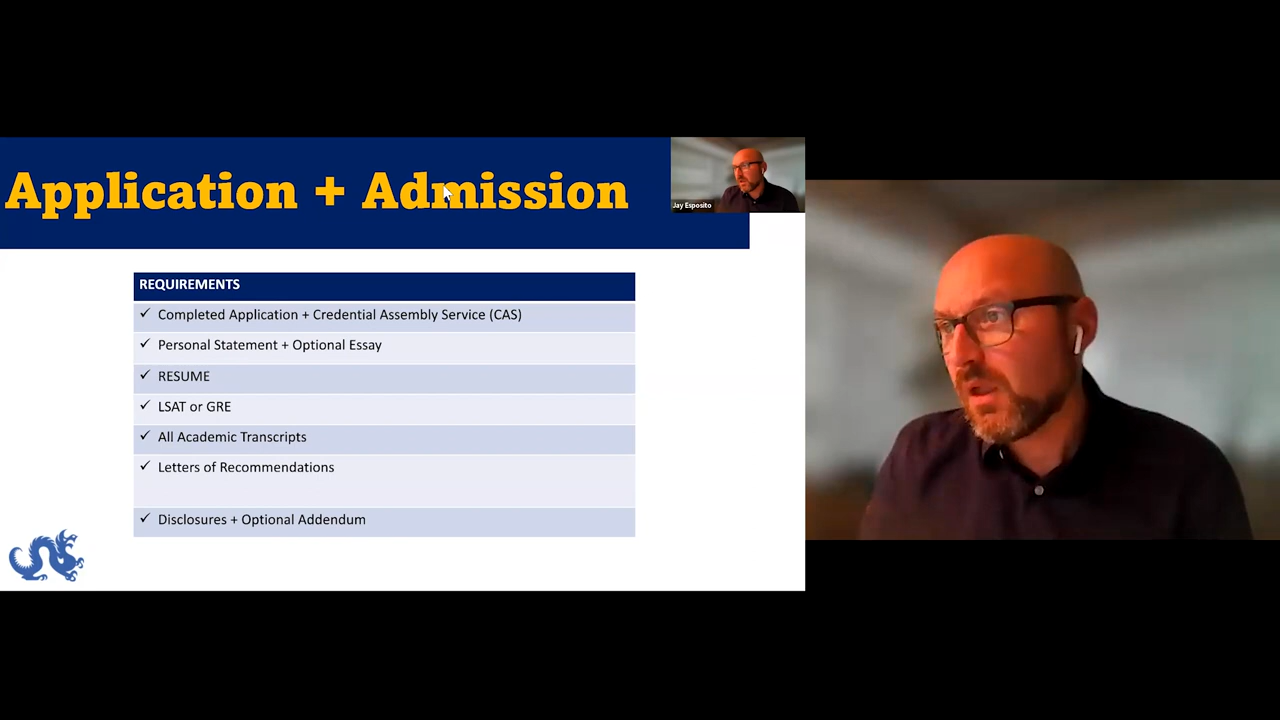 Application + Admission
Jay Esposito
REQUIREMENTS
✓ Completed Application + Credential Assembly Service (CAS)
✓ Personal Statement + Optional Essay
✓ RESUME
✓ LSAT or GRE
✓ All Academic Transcripts
✓ Letters of Recommendations
✓ Disclosures + Optional Addendum